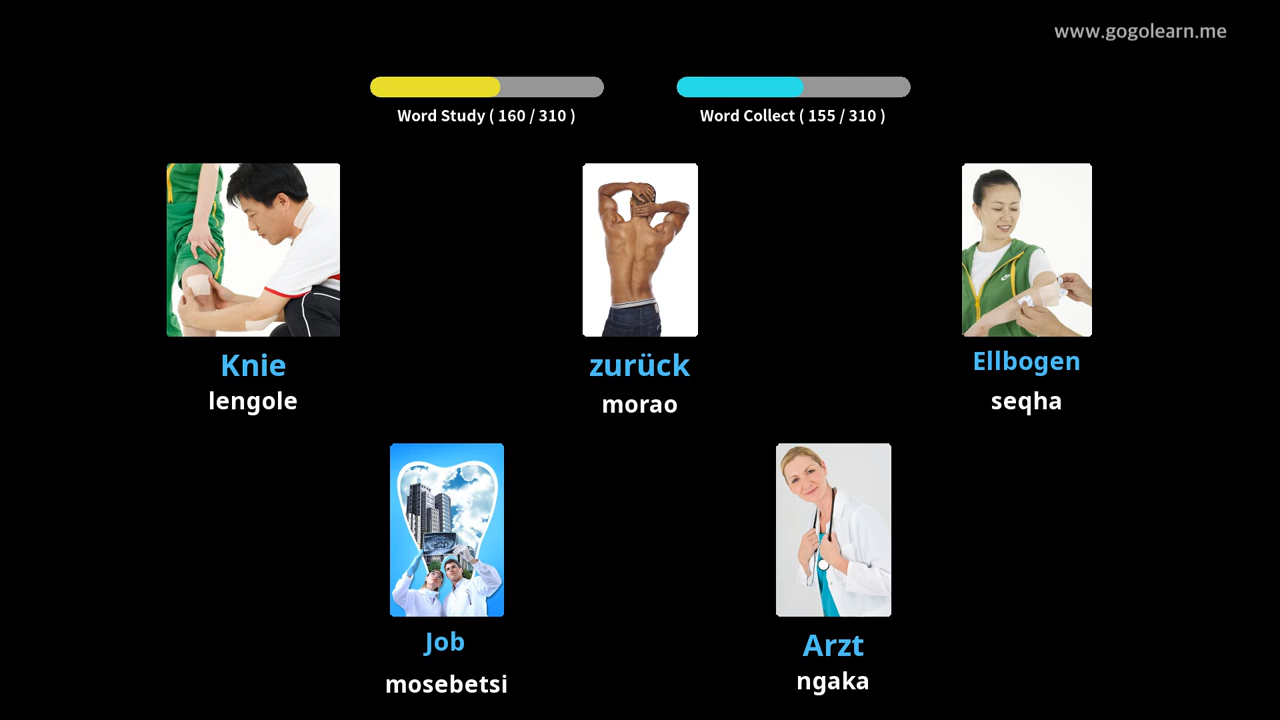 www.gogolearn.me
Word Study ( 160 / 310 )
Word Collect ( 155 / 310 )
Knie
lengole
zurück
morao
Ellbogen
seqha
Job
mosebetsi
Arzt
ngaka